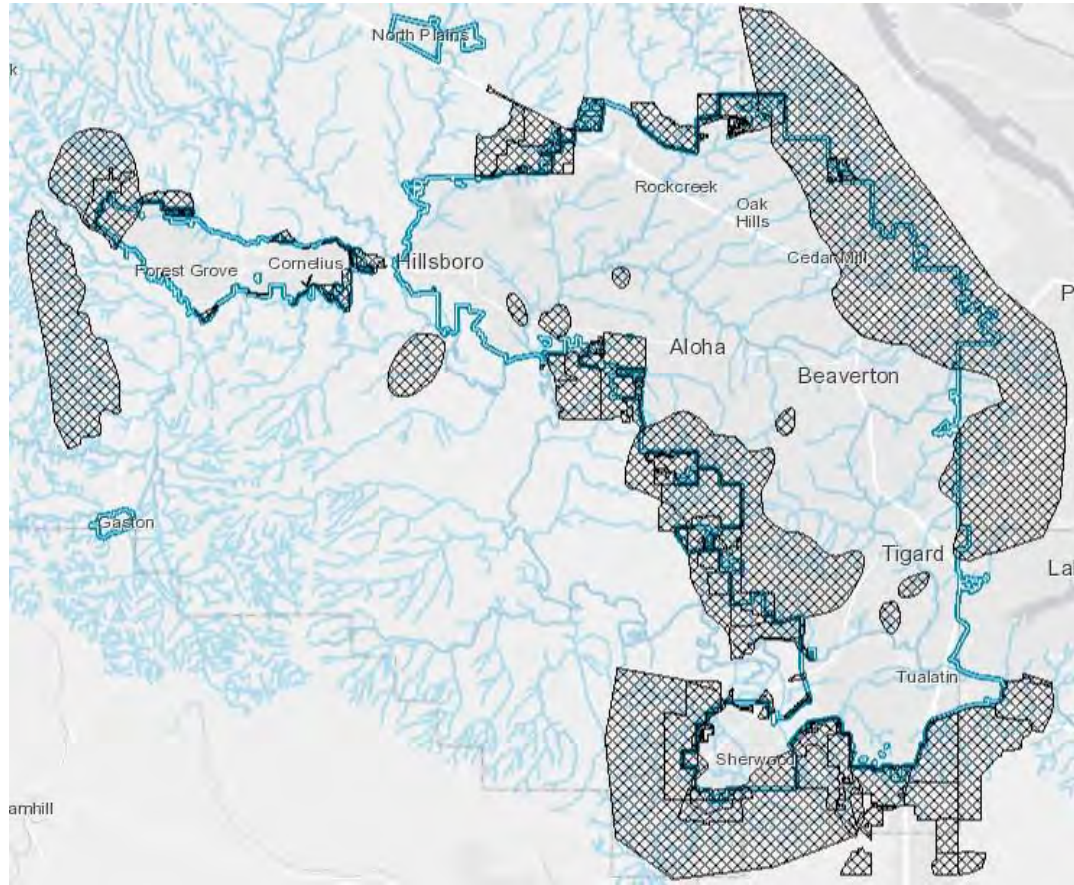 North Plains
k
Rockcreek
Oak
Hills
Cedar Mill
Forest Grove
Cornelius
Hillsboro
P
Aloha
Beaverton
Gaston
Tigard
La
Tualatin
Sherwood
amhill